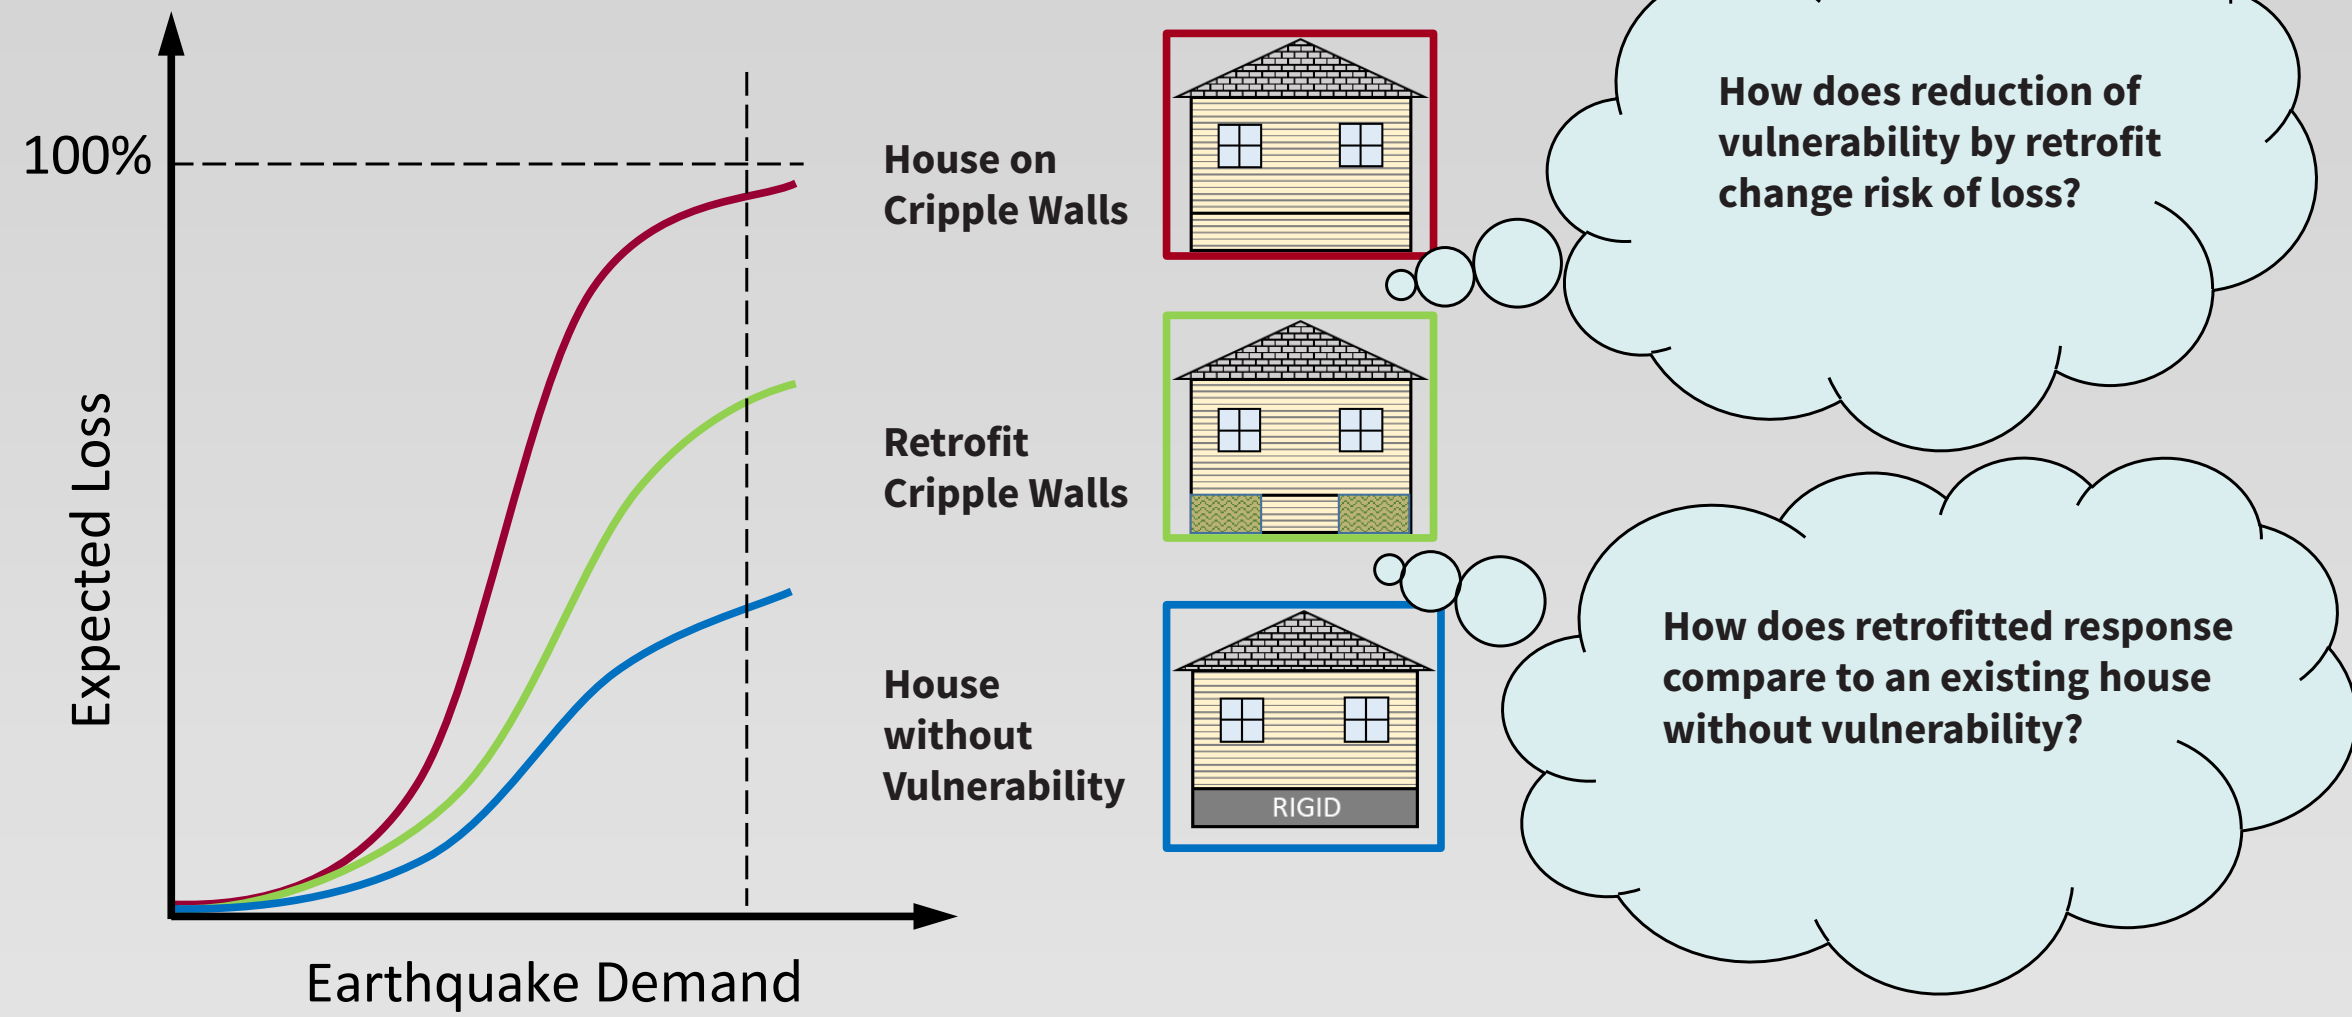 100%
Expected Loss
Earthquake Demand
House on
Cripple Walls
Retrofit
Cripple Walls
House
without
Vulnerability
RIGID
How does reduction of
vulnerability by retrofit
change risk of loss?
How does retrofitted response
compare to an existing house
without vulnerability?